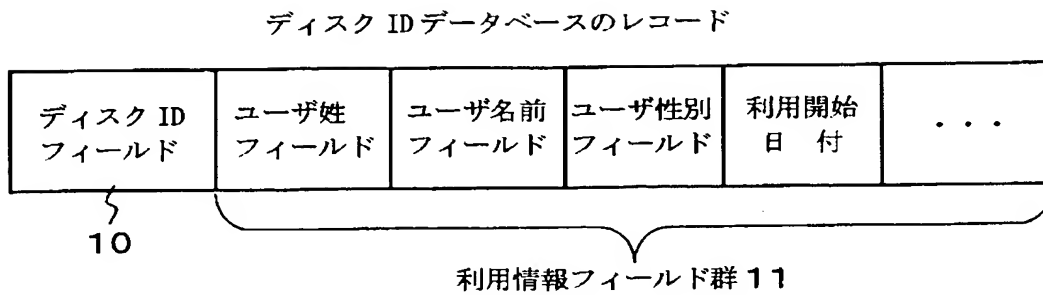 ディスク IDデータベースのレコード
ディスク ID
フィールド
ユーザ姓
フィールド
ユーザ名前
フィールド
ユーザ性別
フィールド
利用開始
日 付
・・・
10
利用情報フィールド群 11